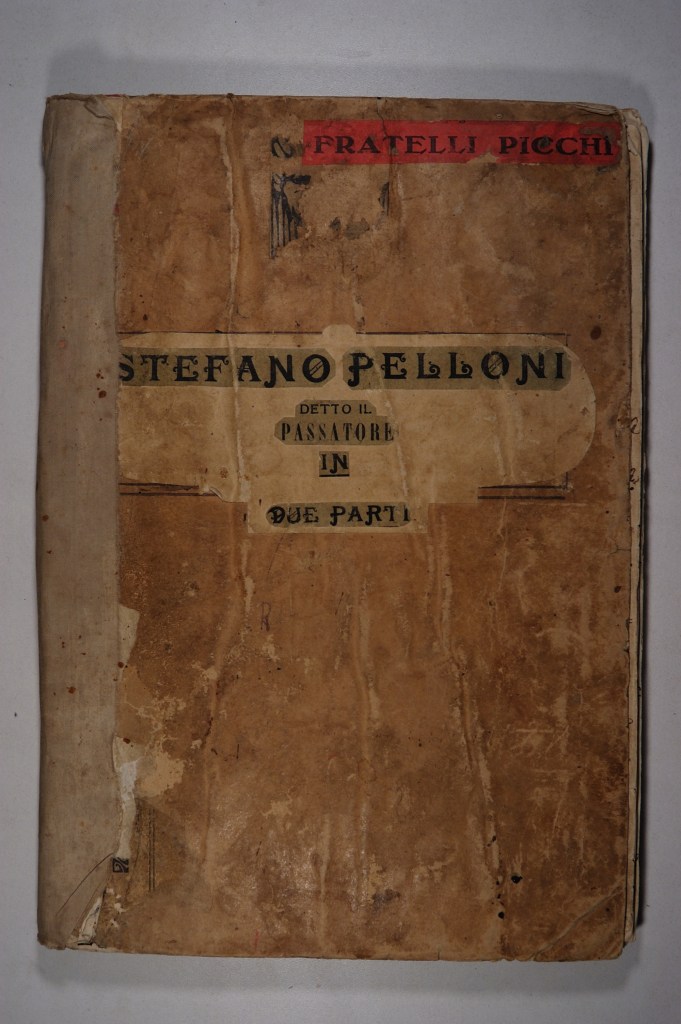 FRATELLI PICCHI
STEFANO PELLONI
DETTO IL
PASSATORE
IN
DUE PARTI